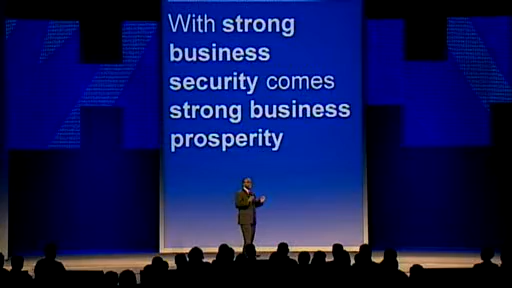 With strong
business
security comes
strong business
prosperity